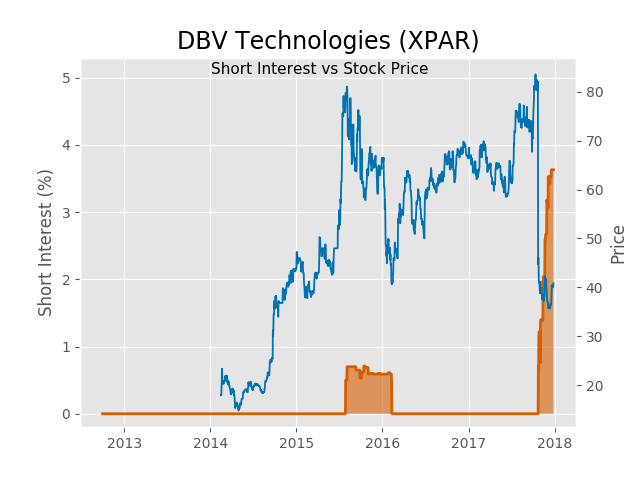 DBV Technologies (XPAR)
Short Interest vs Stock Price
Short Interest (%)
5
4
3
2
1
0
80
70
60
50
40
30
20
Price
2013 2014 2015 2016 2017 2018